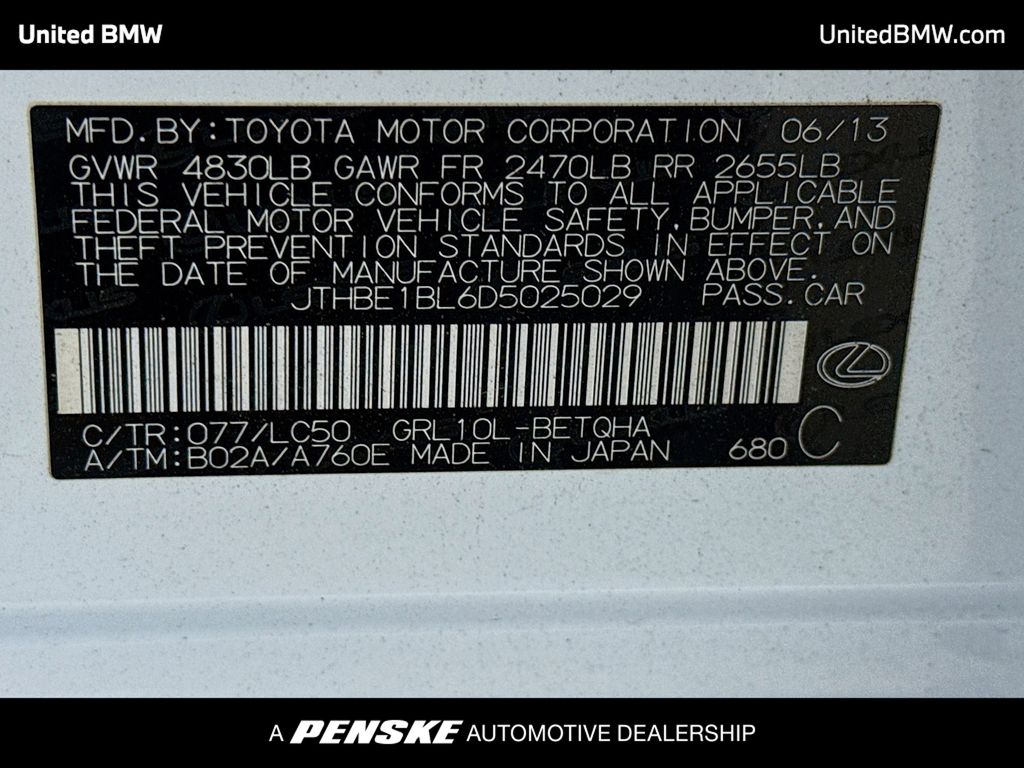 United BMW
UnitedBMW.com
MFD.BY:TOYOTA MOTOR CORPORATION 06/13
GVWR 4830LB GAWR FR 2470LB RR 2655LB
THIS VEHICLE CONFORMS TO ALL APPLICABLE
FEDERAL MOTOR VEHICLE SAFETY,BUMPER,AND
THEFT PREVENTION STANDARDS IN EFFECT ON
THE DATE OF MANUFACTURE SHOWN ABOVE.
JTHBE1BL6D5025029 PASS.CAR
C/TR:077/LC50 GRL10L-BETQHA
A/TM:B02A/A760E MADE IN JAPAN 680 C
A PENSKE AUTOMOTIVE DEALERSHIP